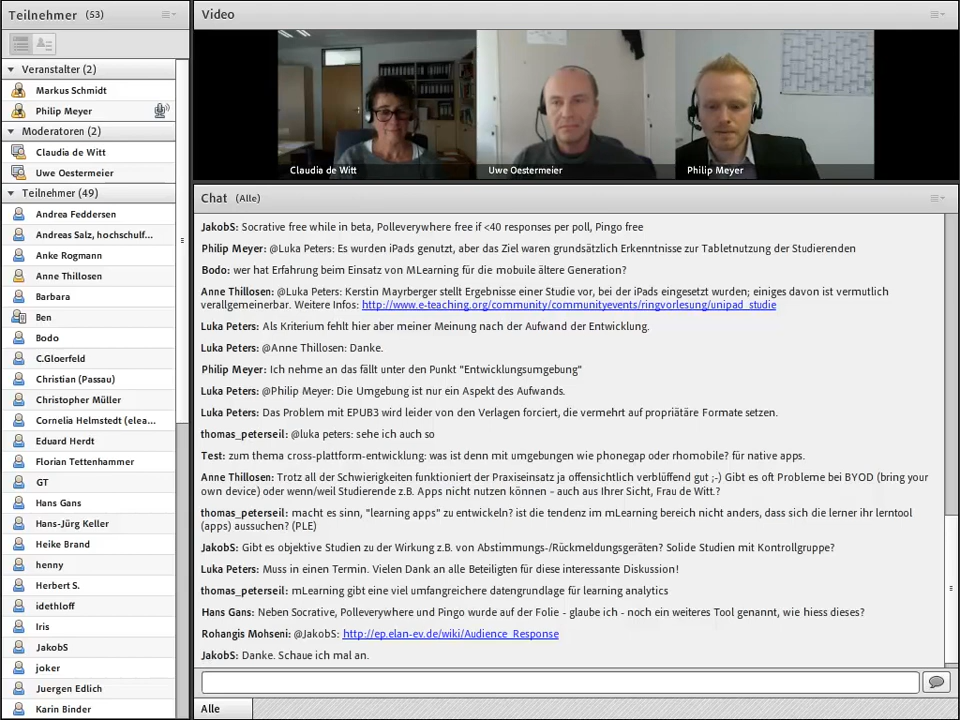 Teilnehmer (53)
Veranstalter (2)
Markus Schmidt
Philip Meyer
Moderatoren (2)
Claudia de Witt
Uwe Oestermeier
Teilnehmer (49)
Andrea Feddersen
Andreas Salz, hochschulf...
Anke Rogmann
Anne Thillosen
Barbara
Ben
Bodo
C.Gloerfeld
Christian (Passau)
Christopher Müller
Cornelia Helmstedt (elea...
Eduard Herdt
Florian Tettenhammer
GT
Hans Gans
Hans-Jürg Keller
Heike Brand
henny
Herbert S.
idethloff
Iris
JakobS
joker
Juergen Edlich
Karin Binder
Video
Claudia de Witt
Uwe Oestermeier
Philip Meyer
Chat (Alle)
JakobS: Socrative free while in beta, Polleverywhere free if <40 responses per poll, Pingo free
Philip Meyer: @Luka Peters: Es wurden iPads genutzt, aber das Ziel waren grundsätzlich Erkenntnisse zur Tabletnutzung der Studierenden
Bodo: wer hat Erfahrung beim Einsatz von MLearning für die mobuile ältere Generation?
Anne Thillosen: @Luka Peters: Kerstin Mayrberger stellt Ergebnisse einer Studie vor, bei der iPads eingesetzt wurden; einiges davon ist vermutlich
verallgemeinerbar. Weitere Infos: http://www.e-teaching.org/community/communityevents/ringvorlesung/unipad_studie
Luka Peters: Als Kriterium fehlt hier aber meiner Meinung nach der Aufwand der Entwicklung.
Luka Peters: @Anne Thillosen: Danke.
Philip Meyer: Ich nehme an das fällt unter den Punkt "Entwicklungsumgebung"
Luka Peters: @Philip Meyer: Die Umgebung ist nur ein Aspekt des Aufwands.
Luka Peters: Das Problem mit EPUB3 wird leider von den Verlagen forciert, die vermehrt auf propriätäre Formate setzen.
thomas_peterseil: @luka peters: sehe ich auch so
Test: zum thema cross-plattform-entwicklung: was ist denn mit umgebungen wie phonegap oder rhomobile? für native apps.
Anne Thillosen: Trotz all der Schwierigkeiten funktioniert der Praxiseinsatz ja offensichtlich verblüffend gut ;-) Gibt es oft Probleme bei BYOD (bring your
own device) oder wenn/weil Studierende z.B. Apps nicht nutzen können - auch aus Ihrer Sicht, Frau de Witt.?
thomas_peterseil: macht es sinn, "learning apps" zu entwickeln? ist die tendenz im mLearning bereich nicht anders, dass sich die lerner ihr lerntool
(apps) aussuchen? (PLE)
JakobS: Gibt es objektive Studien zu der Wirkung z.B. von Abstimmungs-/Rückmeldungsgeräten? Solide Studien mit Kontrollgruppe?
Luka Peters: Muss in einen Termin. Vielen Dank an alle Beteiligten für diese interessante Diskussion!
thomas_peterseil: mLearning gibt eine viel umfangreichere datengrundlage für learning analytics
Hans Gans: Neben Socrative, Polleverywhere und Pingo wurde auf der Folie - glaube ich - noch ein weiteres Tool genannt, wie hiess dieses?
Rohangis Mohseni: @JakobS: http://ep.elan-ev.de/wiki/Audience_Response
JakobS: Danke. Schaue ich mal an.
Alle